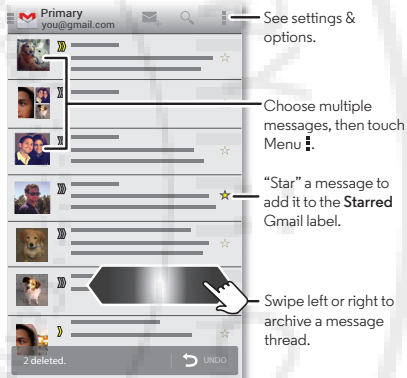 Primary
you@gmail.com
See settings &
options.
Choose multiple
messages, then touch
Menu .
“Star” a message to
add it to the Starred
Gmail label.
Swipe left or right to
archive a message
thread.
2 deleted.
UNDO